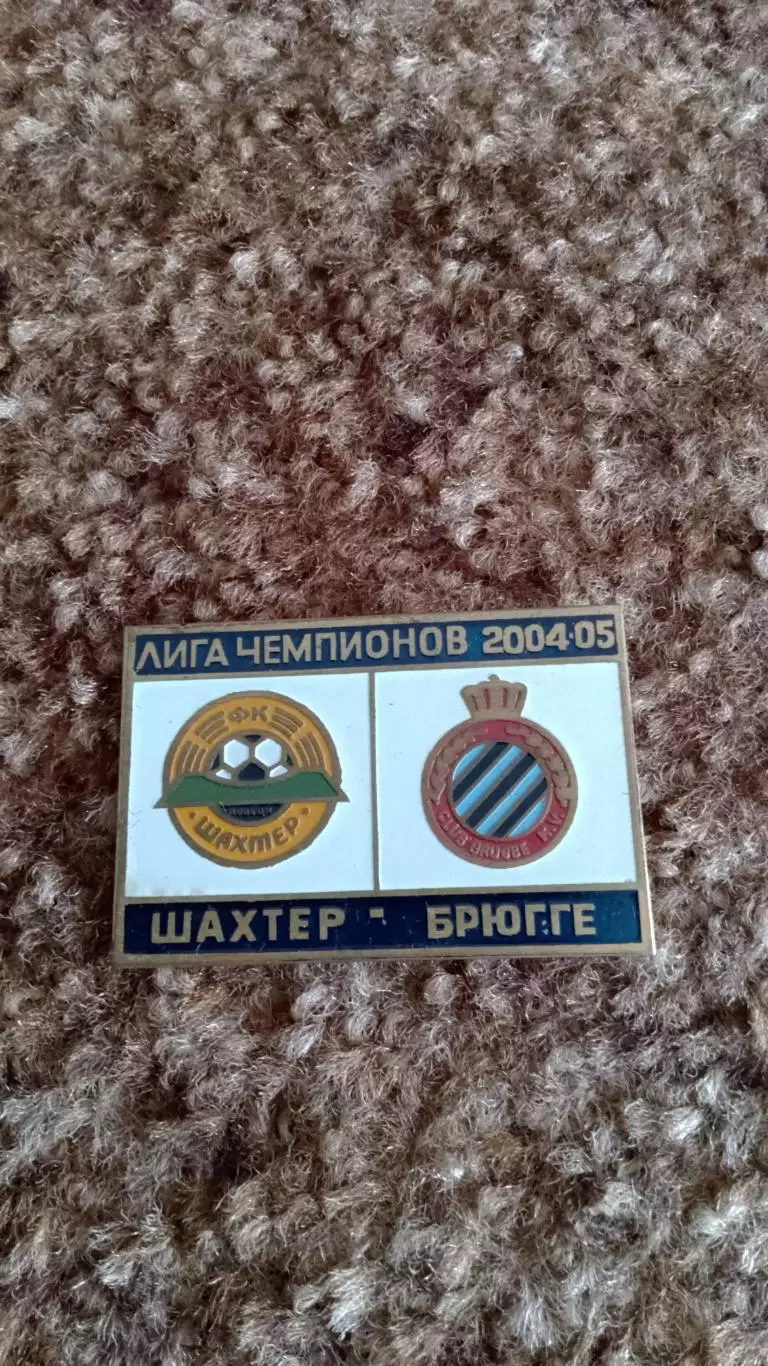 ЛИГА ЧЕМПИОНОВ 2004·05
ФК
·ШАХТЕР·
CLUB BRUGGE K.V.
ШАХТЕР - БРЮГГЕ